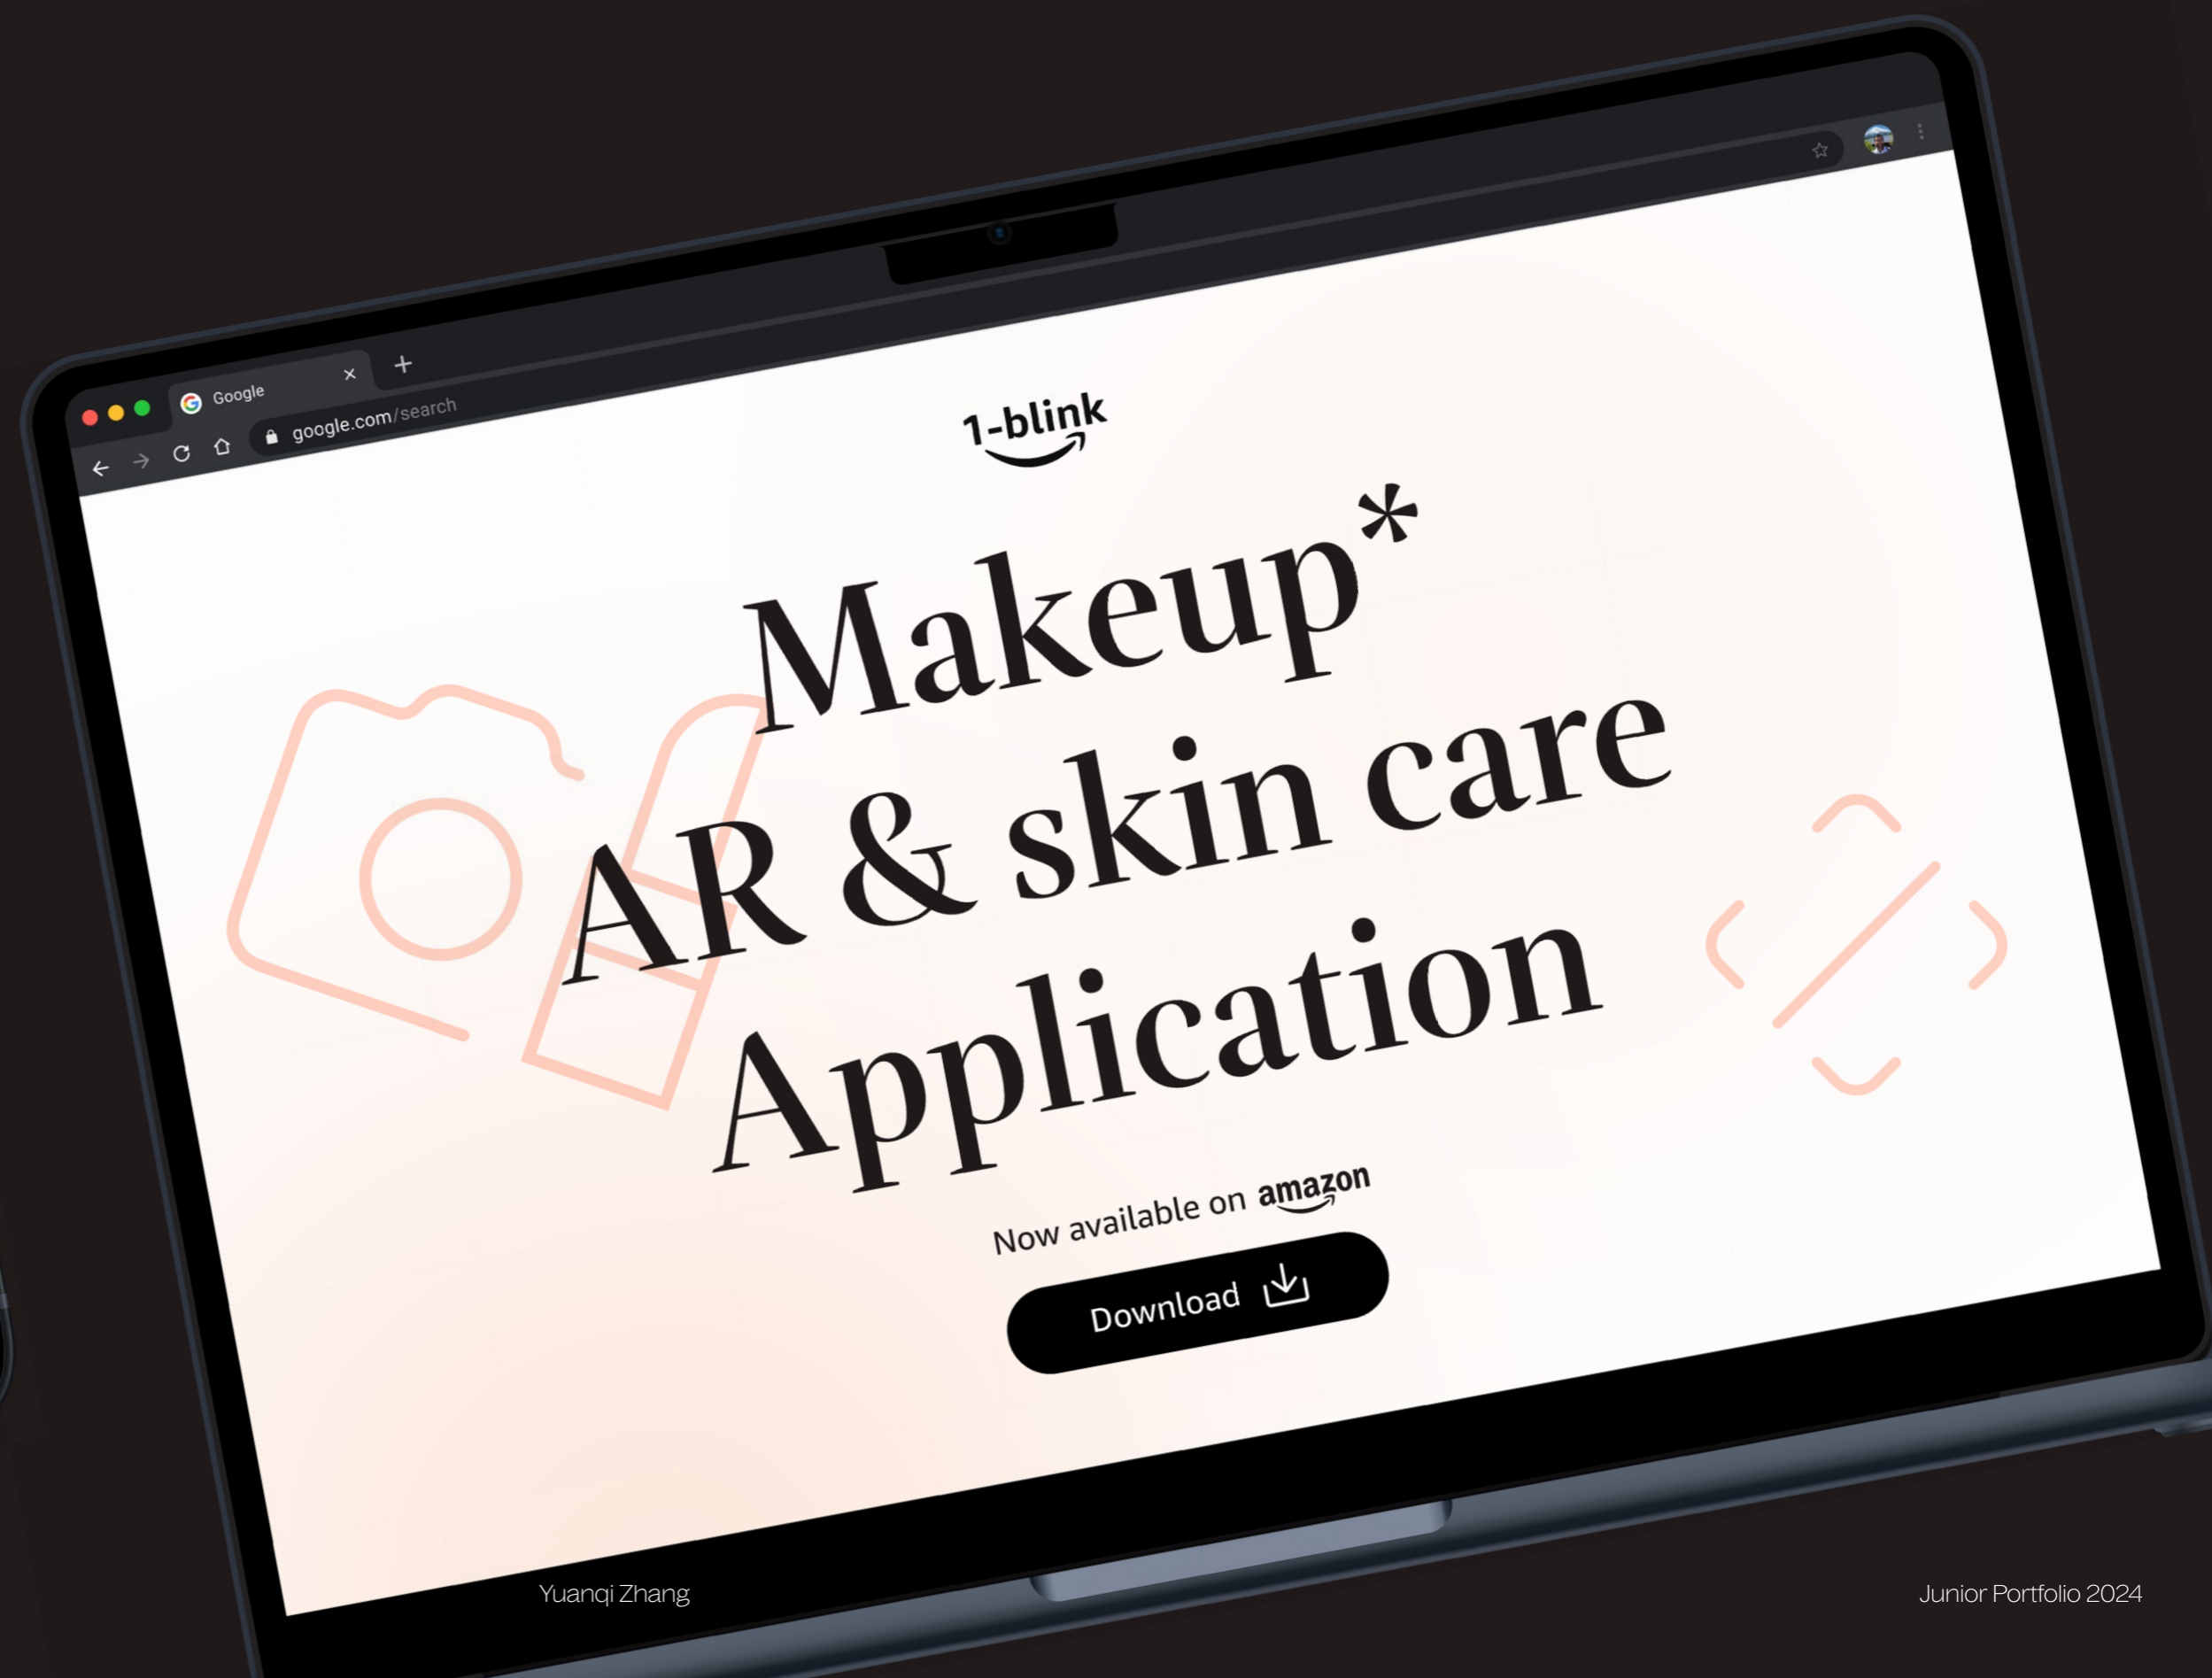 Google
google.com/search
1-blink
Makeup*
AR & skin care
Application
Now available on amazon
Download
Yuanqi Zhang
Junior Portfolio 2024